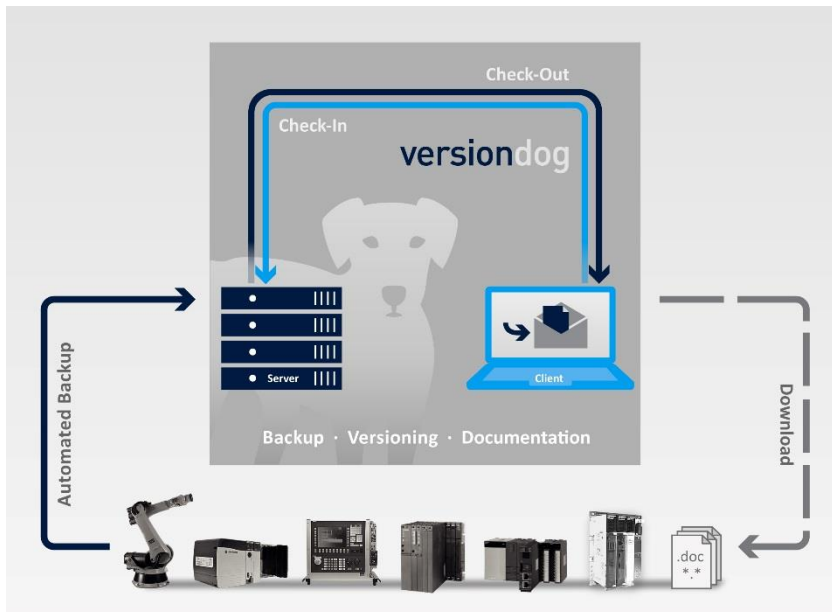 Check-Out
Check-In
versiondog
Server
Client
Backup · Versioning · Documentation
Automated Backup
Download
.doc
*.*